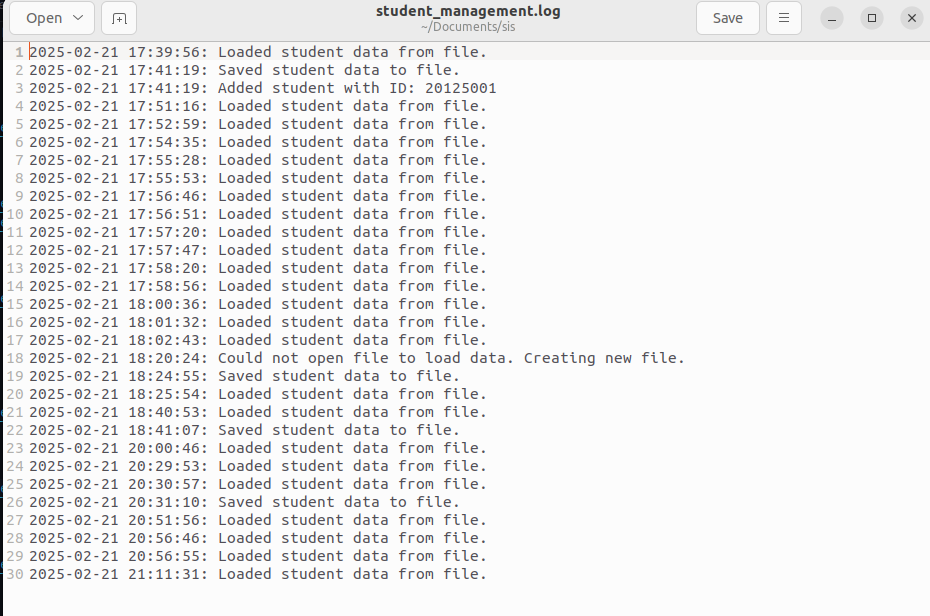 Open
student_management.log
~/Documents/sis
Save
1 2025-02-21 17:39:56: Loaded student data from file.
2 2025-02-21 17:41:19: Saved student data to file.
3 2025-02-21 17:41:19: Added student with ID: 20125001
4 2025-02-21 17:51:16: Loaded student data from file.
5 2025-02-21 17:52:59: Loaded student data from file.
6 2025-02-21 17:54:35: Loaded student data from file.
7 2025-02-21 17:55:28: Loaded student data from file.
8 2025-02-21 17:55:53: Loaded student data from file.
9 2025-02-21 17:56:46: Loaded student data from file.
10 2025-02-21 17:56:51: Loaded student data from file.
11 2025-02-21 17:57:20: Loaded student data from file.
12 2025-02-21 17:57:47: Loaded student data from file.
13 2025-02-21 17:58:20: Loaded student data from file.
14 2025-02-21 17:58:56: Loaded student data from file.
15 2025-02-21 18:00:36: Loaded student data from file.
16 2025-02-21 18:01:32: Loaded student data from file.
17 2025-02-21 18:02:43: Loaded student data from file.
18 2025-02-21 18:20:24: Could not open file to load data. Creating new file.
19 2025-02-21 18:24:55: Saved student data to file.
20 2025-02-21 18:25:54: Loaded student data from file.
21 2025-02-21 18:40:53: Loaded student data from file.
22 2025-02-21 18:41:07: Saved student data to file.
23 2025-02-21 20:00:46: Loaded student data from file.
24 2025-02-21 20:29:53: Loaded student data from file.
25 2025-02-21 20:30:57: Loaded student data from file.
26 2025-02-21 20:31:10: Saved student data to file.
27 2025-02-21 20:51:56: Loaded student data from file.
28 2025-02-21 20:56:46: Loaded student data from file.
29 2025-02-21 20:56:55: Loaded student data from file.
30 2025-02-21 21:11:31: Loaded student data from file.